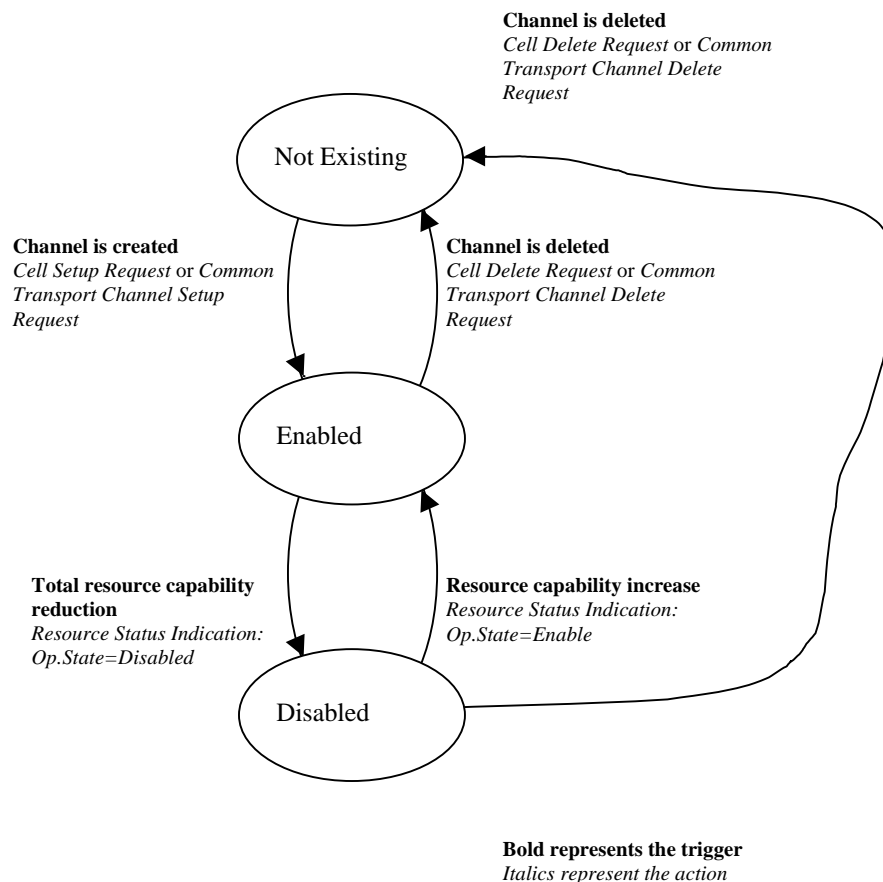 Channel is deleted
Cell Delete Request or Common
Transport Channel Delete
Request
Not Existing
Channel is created
Cell Setup Request or Common
Transport Channel Setup
Request
Channel is deleted
Cell Delete Request or Common
Transport Channel Delete
Request
Enabled
Total resource capability
reduction
Resource Status Indication:
Op.State=Disabled
Resource capability increase
Resource Status Indication:
Op.State=Enable
Disabled
Bold represents the trigger
Italics represent the action